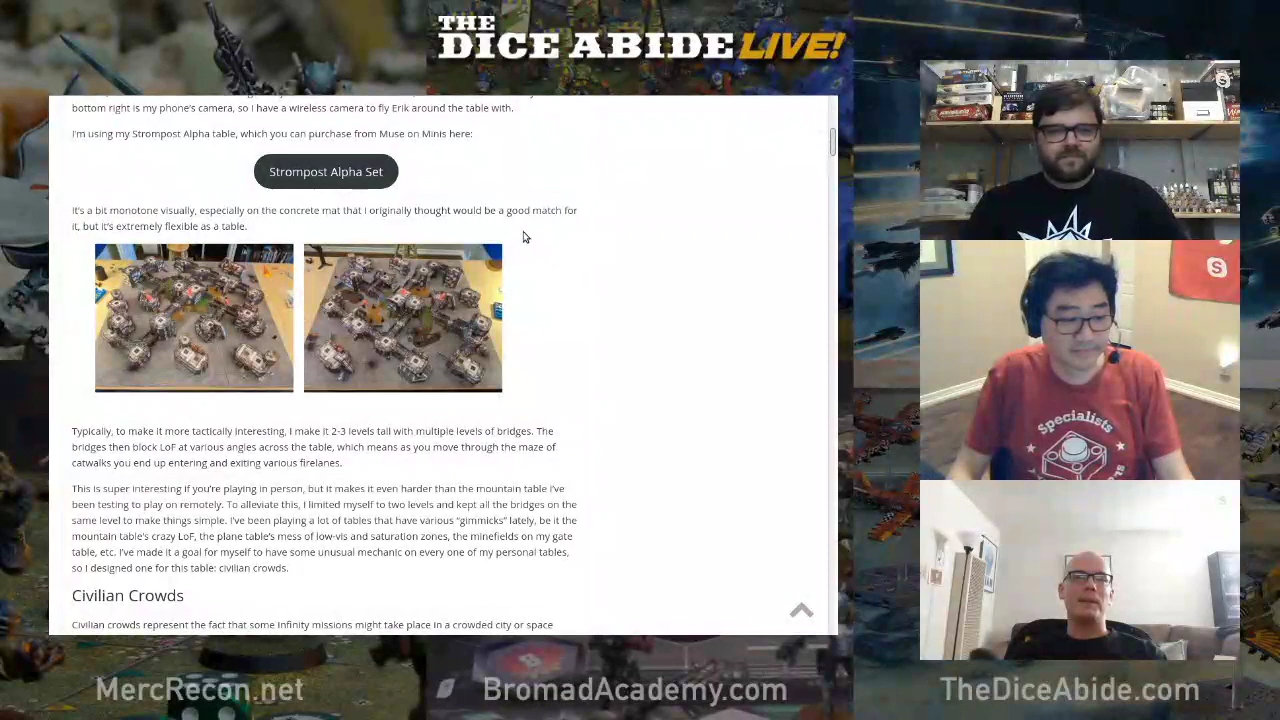 THE
DICE ABIDE LIVE!
bottom right is my phone's camera, so I have a wireless camera to fly Erik around the table with.
I'm using my Strompost Alpha table, which you can purchase from Muse on Minis here:
Strompost Alpha Set
It's a bit monotone visually, especially on the concrete mat that I originally thought would be a good match for
it, but it's extremely flexible as a table.
Typically, to make it more tactically interesting, I make it 2-3 levels tall with multiple levels of bridges. The
bridges then block LoF at various angles across the table, which means as you move through the maze of
catwalks you end up entering and exiting various firelanes.
This is super interesting if you're playing in person, but it makes it even harder than the mountain table I've
been testing to play on remotely. To alleviate this, I limited myself to two levels and kept all the bridges on the
same level to make things simple. I've been playing a lot of tables that have various "gimmicks" lately, be it the
mountain table's crazy LoF, the plane table's mess of low-vis and saturation zones, the minefields on my gate
table, etc. I've made it a goal for myself to have some unusual mechanic on every one of my personal tables,
so I designed one for this table: civilian crowds.
Civilian Crowds
Civilian crowds represent the fact that some Infinity missions might take place in a crowded city or space
Specialists
MercRecon.net
BromadAcademy.com
TheDiceAbide.com